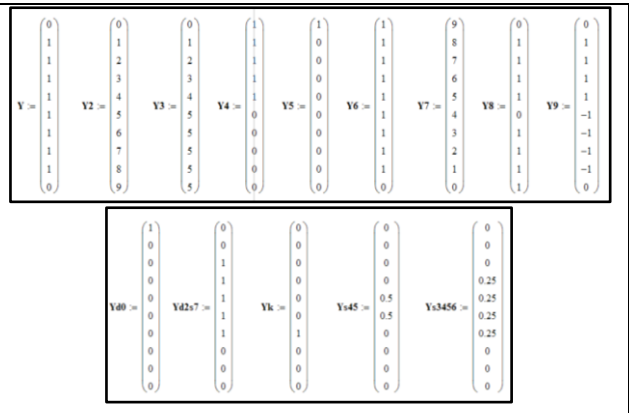 0 0 0 1 1 1 9 0 0
1 1 1 1 0 1 8 1 1
1 2 2 1 0 1 7 1 1
1 3 3 1 0 1 6 1 1
1 4 4 1 0 1 5 1 1
Y := Y2 := Y3 := Y4 := Y5 := Y6 := Y7 := Y8 := Y9 :=
1 5 5 0 0 1 4 0 -1
1 6 5 0 0 1 3 1 -1
1 7 5 0 0 1 2 1 -1
1 8 5 0 0 1 1 1 -1
0 9 5 0 0 0 0 1 0
1 0 0 0 0
0 0 0 0 0
0 1 0 0 0
0 1 0 0 0.25
0 1 0 0.5 0.25
Yd0 := Yd2s7 := Yk := Ys45 := Ys3456 :=
0 1 0 0.5 0.25
0 1 1 0 0.25
0 0 0 0 0
0 0 0 0 0
0 0 0 0 0